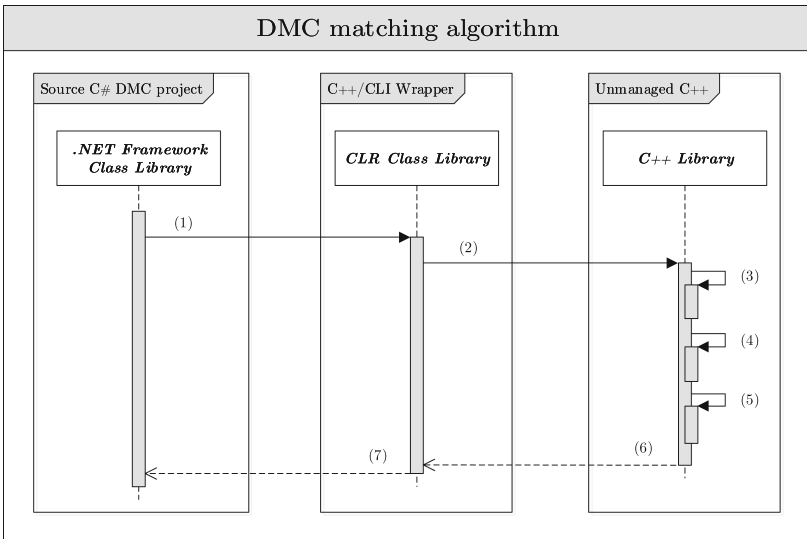 DMC matching algorithm
Source C# DMC project
C++/CLI Wrapper
Unmanaged C++
.NET Framework
Class Library
CLR Class Library
C++ Library
(1)
(2)
(3)
(4)
(5)
(6)
(7)